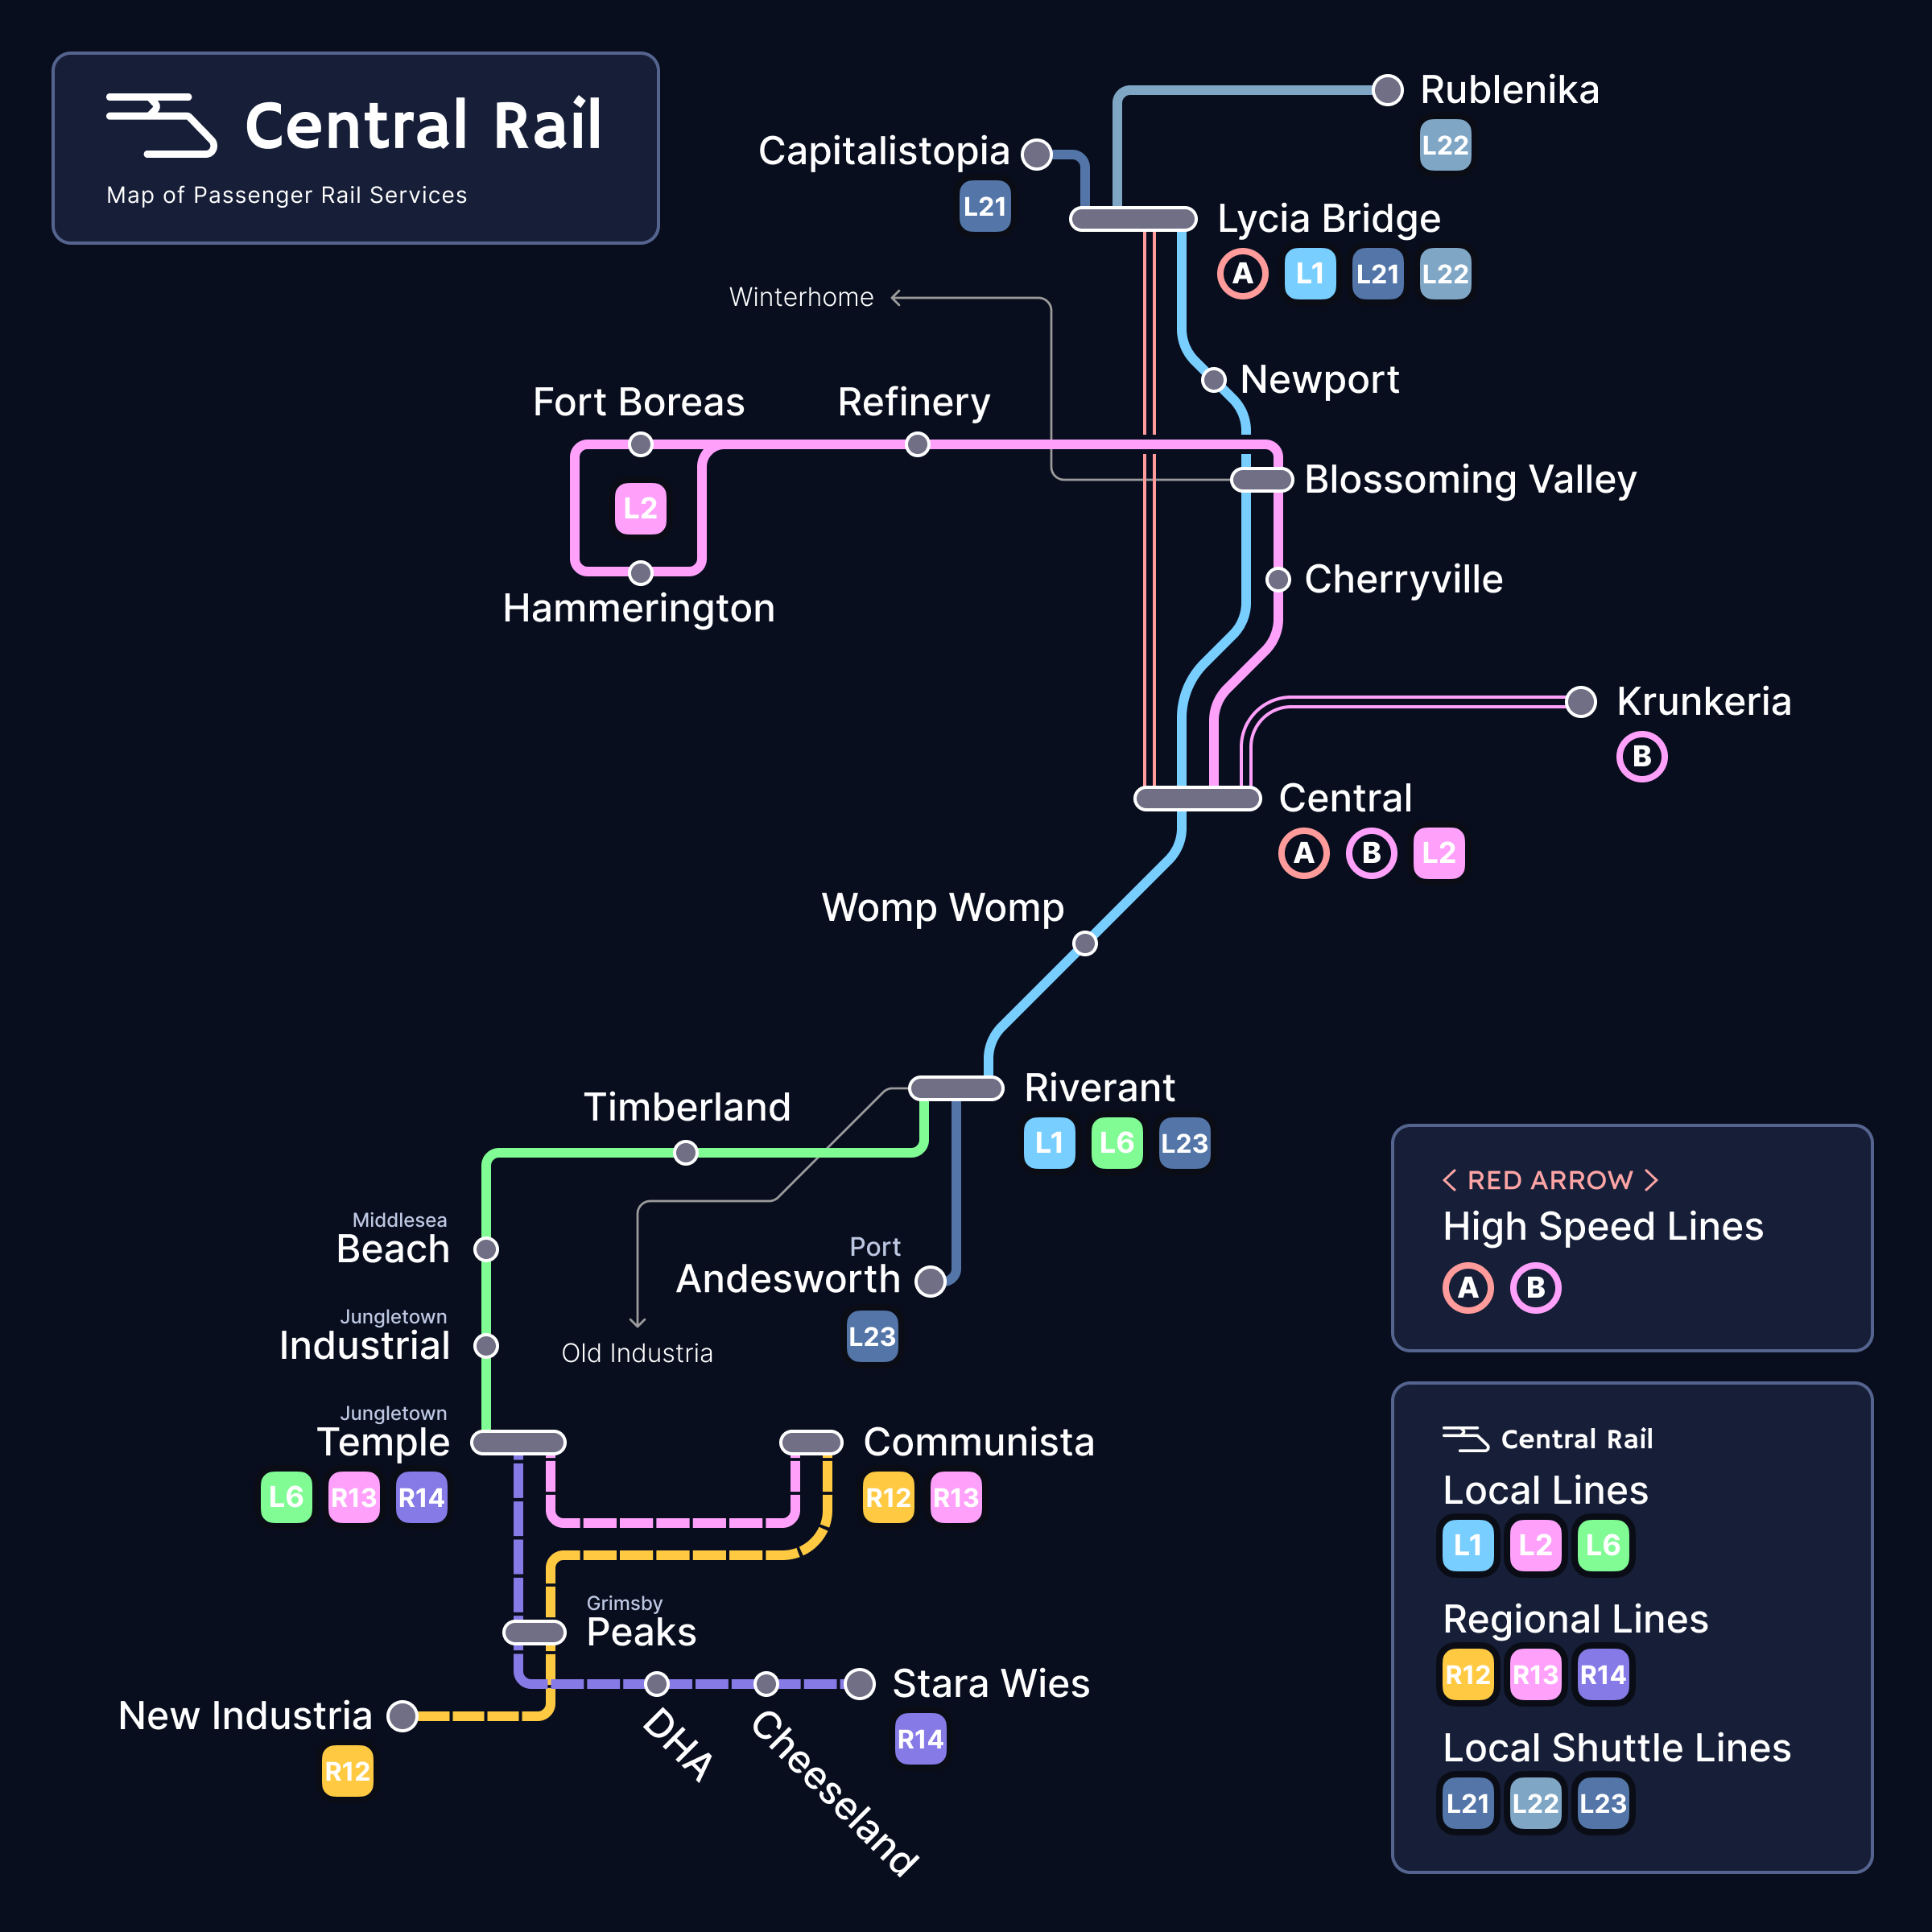 Central Rail
Map of Passenger Rail Services
Rublenika
L22
Capitalistopia
L21
Lycia Bridge
A L1 L21 L22
Winterhome
Newport
Fort Boreas
Refinery
L2
Hammerington
Blossoming Valley
Cherryville
Krunkeria
B
Central
A B L2
Womp Womp
Riverant
L1 L6 L23
Timberland
Middlesea
Beach
Port
Andesworth
L23
Jungletown
Industrial
Old Industria
Jungletown
Temple
L6 R13 R14
Communista
R12 R13
Grimsby
Peaks
Stara Wies
R14
New Industria
R12
DHA
Cheeseland
< RED ARROW >
High Speed Lines
A B
Central Rail
Local Lines
L1 L2 L6
Regional Lines
R12 R13 R14
Local Shuttle Lines
L21 L22 L23